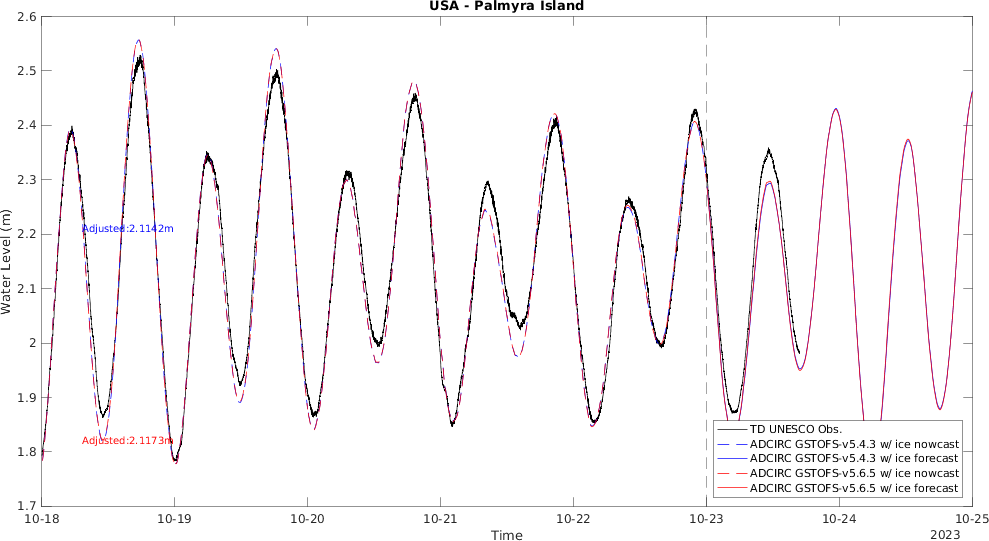 USA - Palmyra Island
2.6
2.5
2.4
2.3
2.2
2.1
2
1.9
1.8
1.7
Water Level (m)
Adjusted:2.1142m
Adjusted:2.1173m
TD UNESCO Obs.
ADCIRC GSTOFS-v5.4.3 w/ ice nowcast
ADCIRC GSTOFS-v5.4.3 w/ ice forecast
ADCIRC GSTOFS-v5.6.5 w/ ice nowcast
ADCIRC GSTOFS-v5.6.5 w/ ice forecast
10-18 10-19 10-20 10-21 10-22 10-23 10-24 10-25
Time
2023